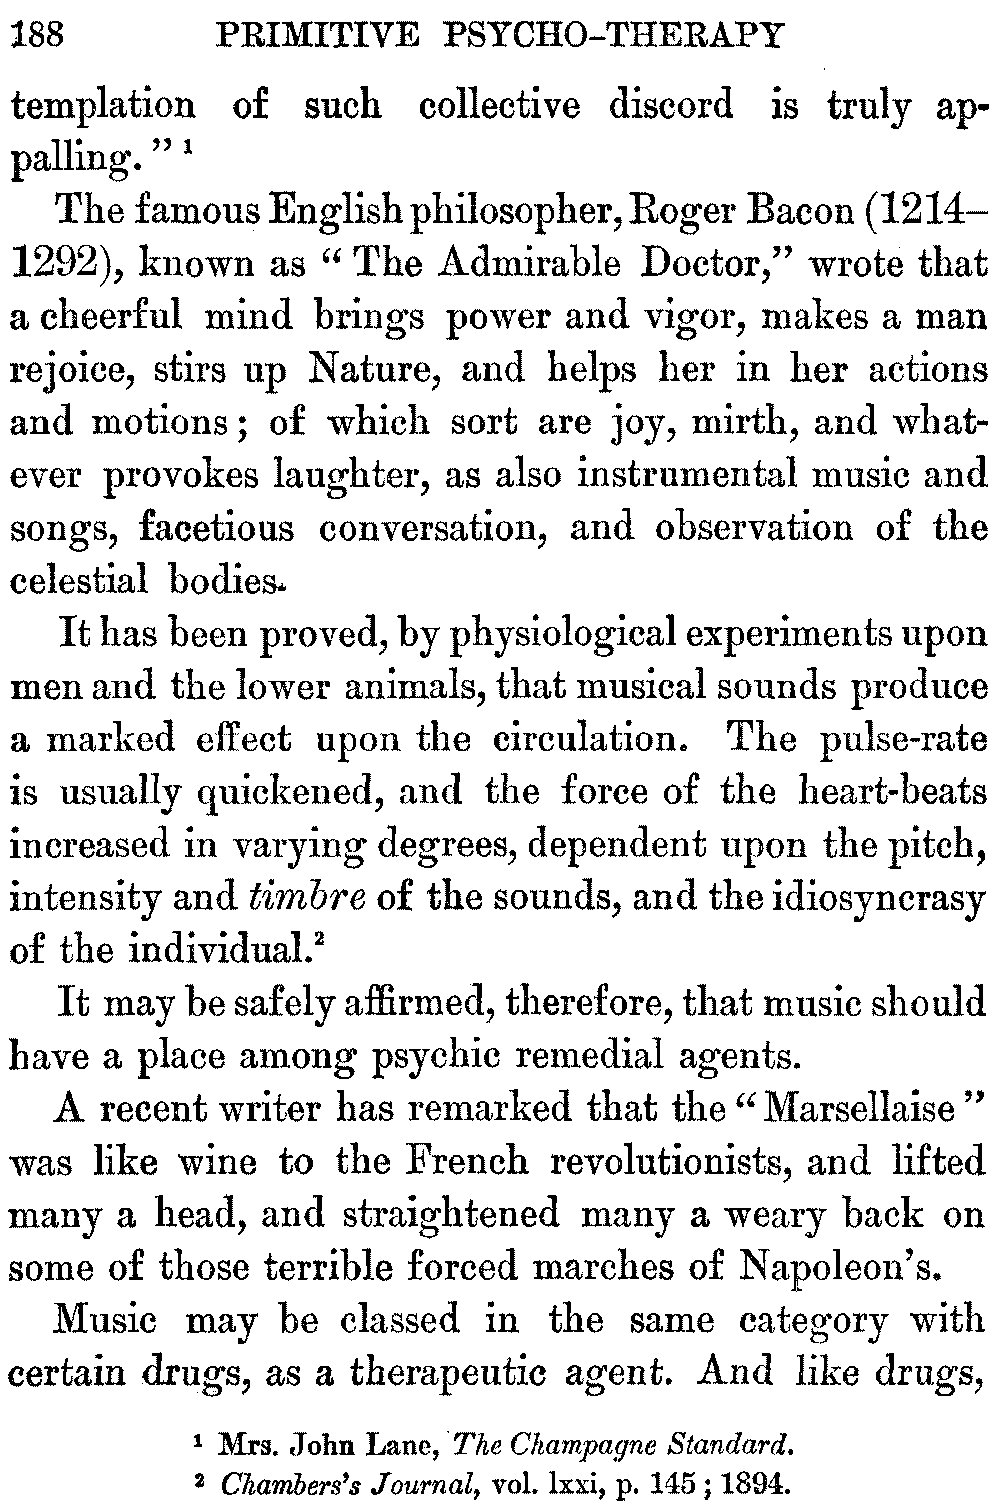 188 PRIMITIVE PSYCHO-THERAPY
templation of such collective discord is truly ap-
palling." ¹
The famous English philosopher, Roger Bacon (1214–
1292), known as "The Admirable Doctor," wrote that
a cheerful mind brings power and vigor, makes a man
rejoice, stirs up Nature, and helps her in her actions
and motions; of which sort are joy, mirth, and what-
ever provokes laughter, as also instrumental music and
songs, facetious conversation, and observation of the
celestial bodies.
It has been proved, by physiological experiments upon
men and the lower animals, that musical sounds produce
a marked effect upon the circulation. The pulse-rate
is usually quickened, and the force of the heart-beats
increased in varying degrees, dependent upon the pitch,
intensity and timbre of the sounds, and the idiosyncrasy
of the individual.²
It may be safely affirmed, therefore, that music should
have a place among psychic remedial agents.
A recent writer has remarked that the "Marsellaise"
was like wine to the French revolutionists, and lifted
many a head, and straightened many a weary back on
some of those terrible forced marches of Napoleon's.
Music may be classed in the same category with
certain drugs, as a therapeutic agent. And like drugs,
¹ Mrs. John Lane, The Champagne Standard.
² Chambers's Journal, vol. lxxi, p. 145; 1894.